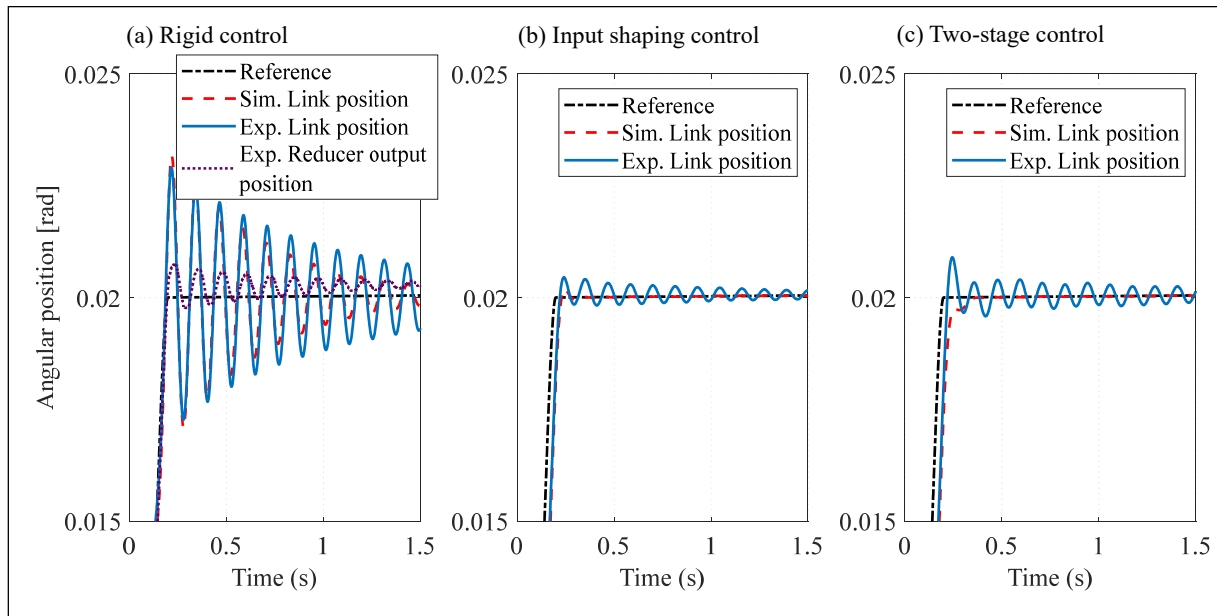 (a) Rigid control
(b) Input shaping control
(c) Two-stage control
Reference
Sim. Link position
Exp. Link position
Exp. Reducer output
position
Reference
Sim. Link position
Exp. Link position
Reference
Sim. Link position
Exp. Link position
Angular position [rad]
0.025
0.02
0.015
0
0.5
1
1.5
Time (s)
0.025
0.02
0.015
0
0.5
1
1.5
Time (s)
0.025
0.02
0.015
0
0.5
1
1.5
Time (s)